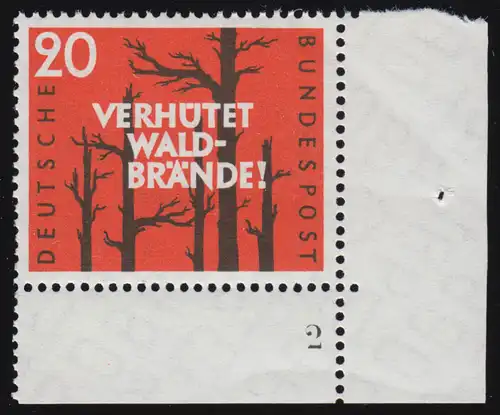 20
DEUTSCHE
BUNDESPOST
VERHÜTET
WALD-
BRÄNDE!
2